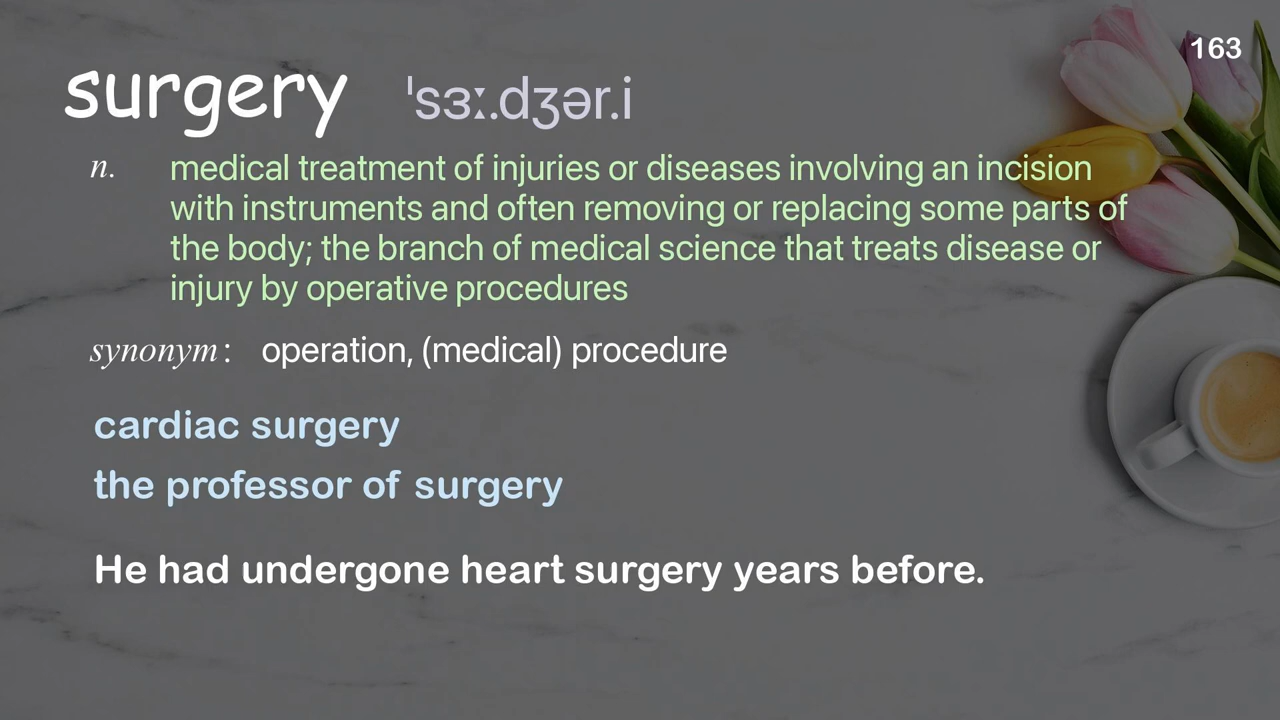 163
surgery ˈsɜː.dʒər.i
n. medical treatment of injuries or diseases involving an incision
with instruments and often removing or replacing some parts of
the body; the branch of medical science that treats disease or
injury by operative procedures
synonym: operation, (medical) procedure
cardiac surgery
the professor of surgery
He had undergone heart surgery years before.